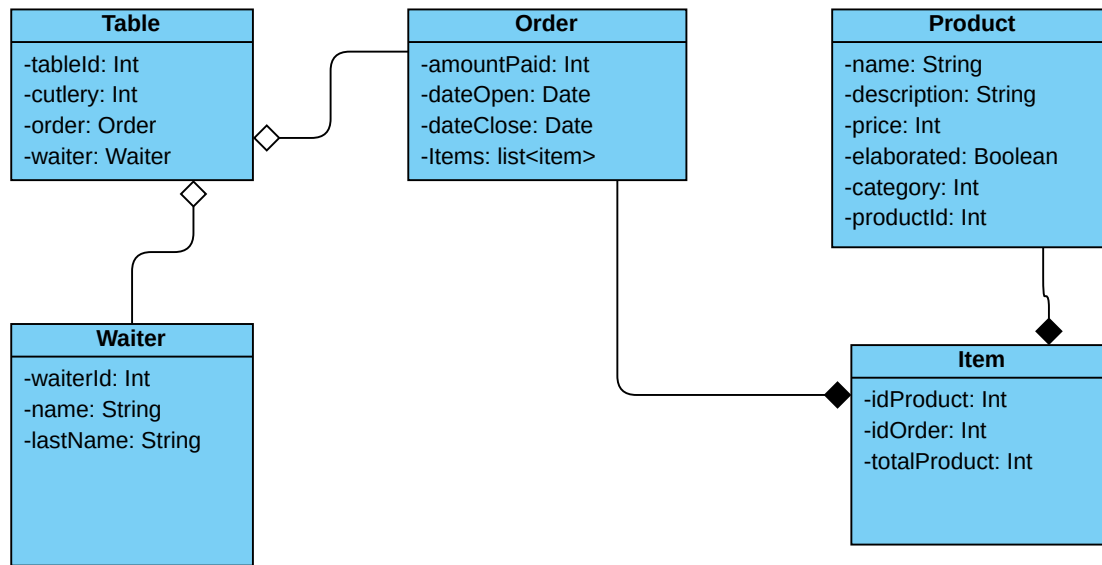 Table
-tableId: Int
-cutlery: Int
-order: Order
-waiter: Waiter
Order
-amountPaid: Int
-dateOpen: Date
-dateClose: Date
-Items: list<item>
Product
-name: String
-description: String
-price: Int
-elaborated: Boolean
-category: Int
-productId: Int
Waiter
-waiterId: Int
-name: String
-lastName: String
Item
-idProduct: Int
-idOrder: Int
-totalProduct: Int